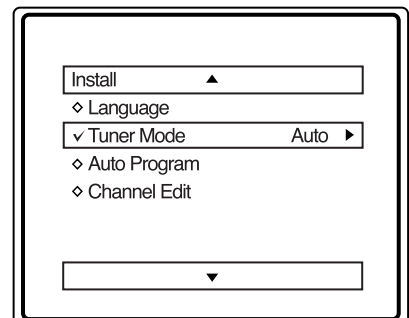 Install ▲
◇ Language
✓ Tuner Mode Auto ▶
◇ Auto Program
◇ Channel Edit
▼